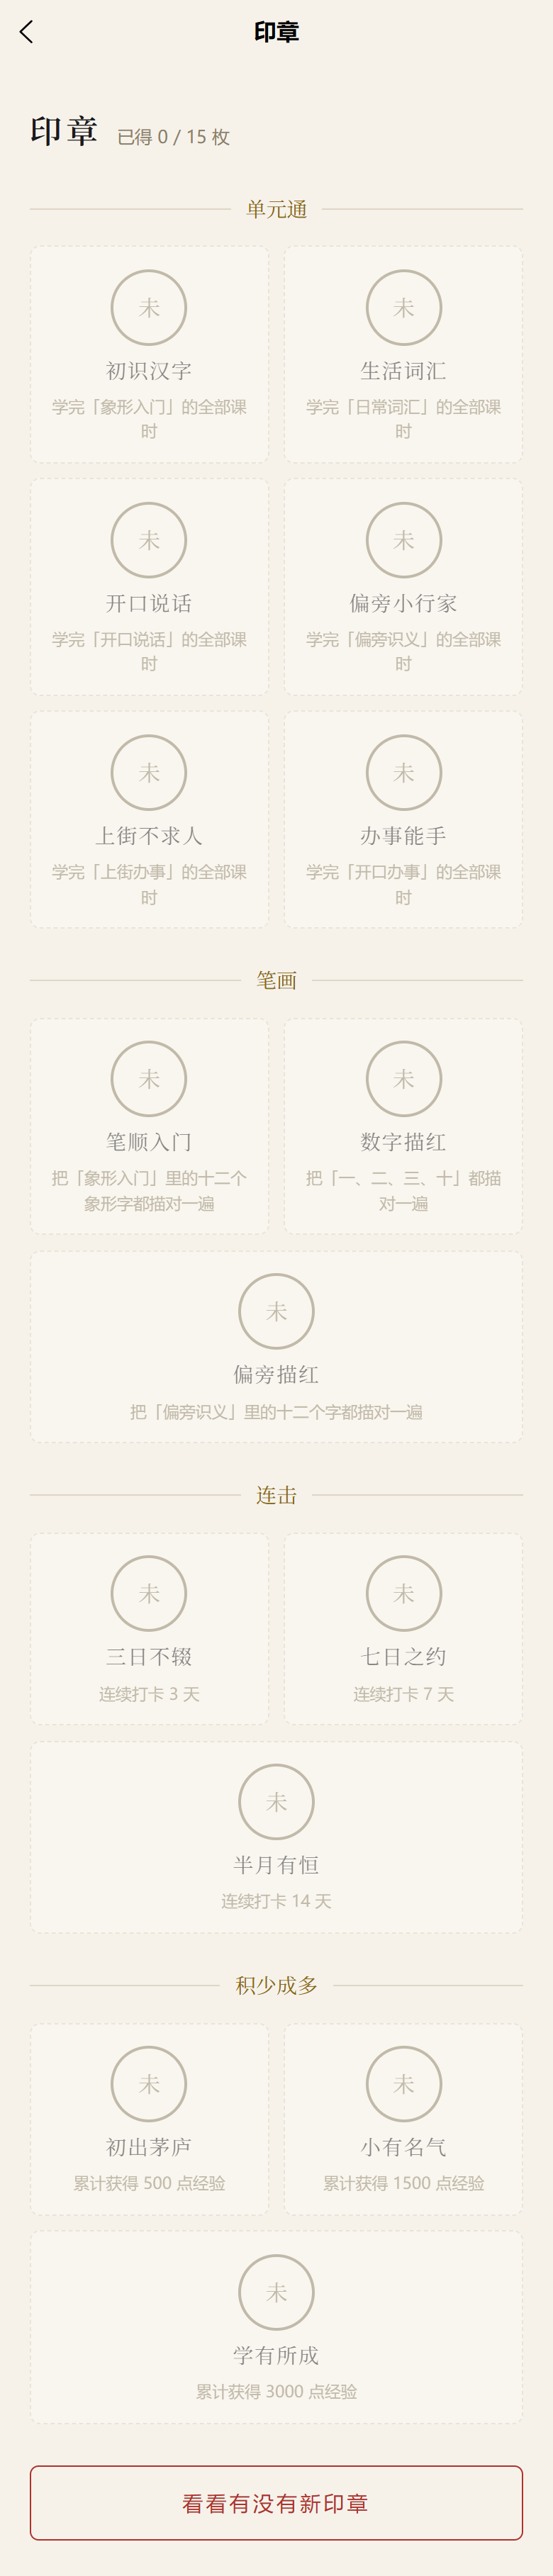 印章
印章 已得 0 / 15 枚
单元通
未
初识汉字
学完「象形入门」的全部课
时
未
生活词汇
学完「日常词汇」的全部课
时
未
开口说话
学完「开口说话」的全部课
时
未
偏旁小行家
学完「偏旁识义」的全部课
时
未
上街不求人
学完「上街办事」的全部课
时
未
办事能手
学完「开口办事」的全部课
时
笔画
未
笔顺入门
把「象形入门」里的十二个
象形字都描对一遍
未
数字描红
把「一、二、三、十」都描
对一遍
未
偏旁描红
把「偏旁识义」里的十二个字都描对一遍
连击
未
三日不辍
连续打卡 3 天
未
七日之约
连续打卡 7 天
未
半月有恒
连续打卡 14 天
积少成多
未
初出茅庐
累计获得 500 点经验
未
小有名气
累计获得 1500 点经验
未
学有所成
累计获得 3000 点经验
看看有没有新印章